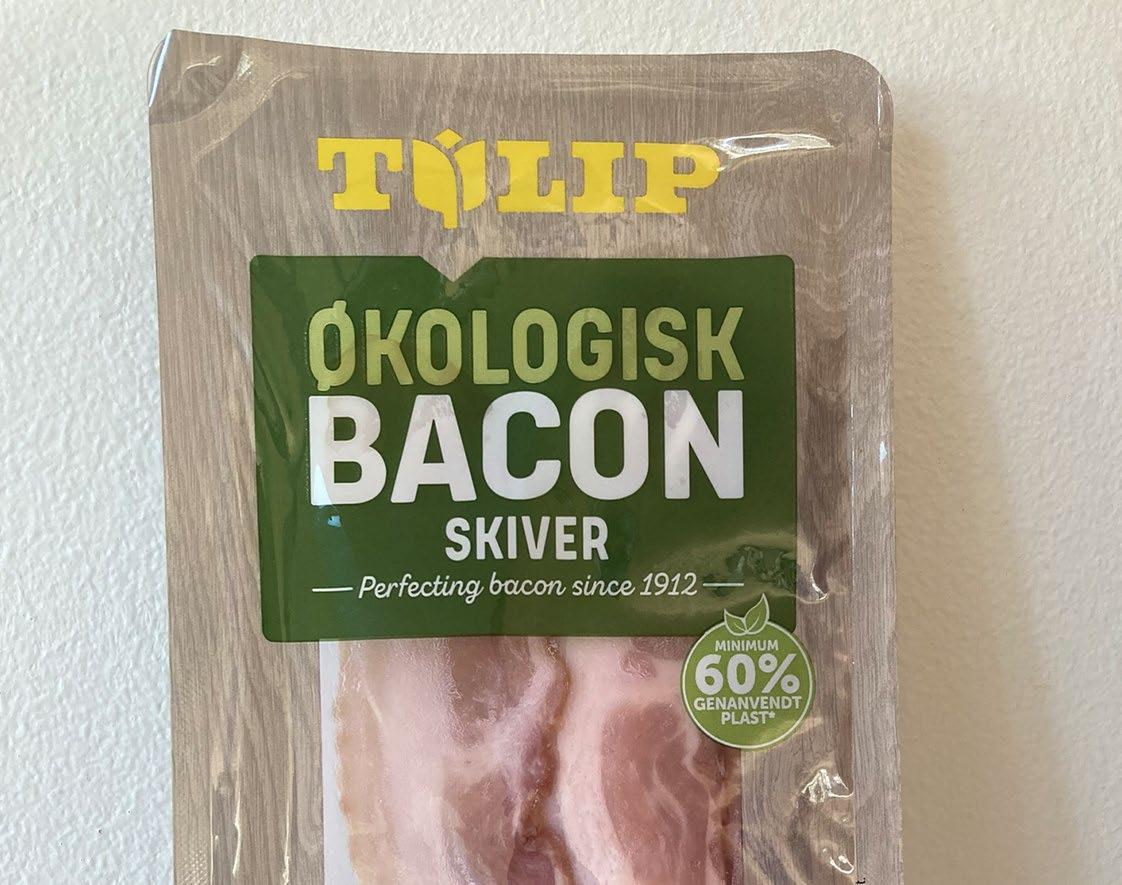 TULIP
ØKOLOGISK
BACON
SKIVER
Perfecting bacon since 1912
MINIMUM
60%
GENANVENDT
PLAST*